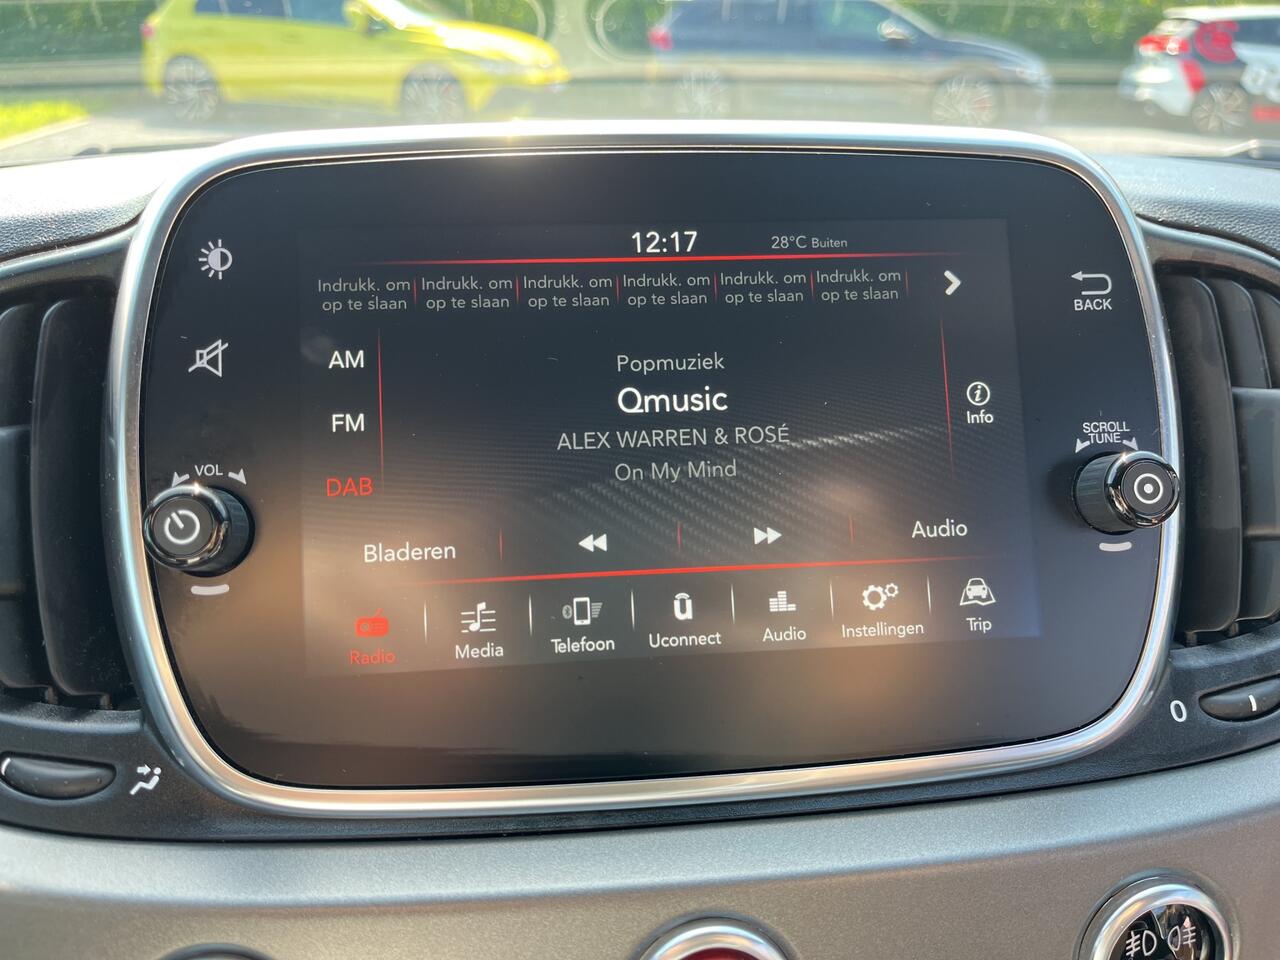 12:17
28°C Buiten
Indrukk. om op te slaan
Indrukk. om op te slaan
Indrukk. om op te slaan
Indrukk. om op te slaan
Indrukk. om op te slaan
Indrukk. om op te slaan
BACK
AM
FM
DAB
Popmuziek
Qmusic
ALEX WARREN & ROSÉ
On My Mind
Info
VOL
SCROLL
TUNE
Bladeren
Audio
Radio
Media
Telefoon
Uconnect
Audio
Instellingen
Trip
0